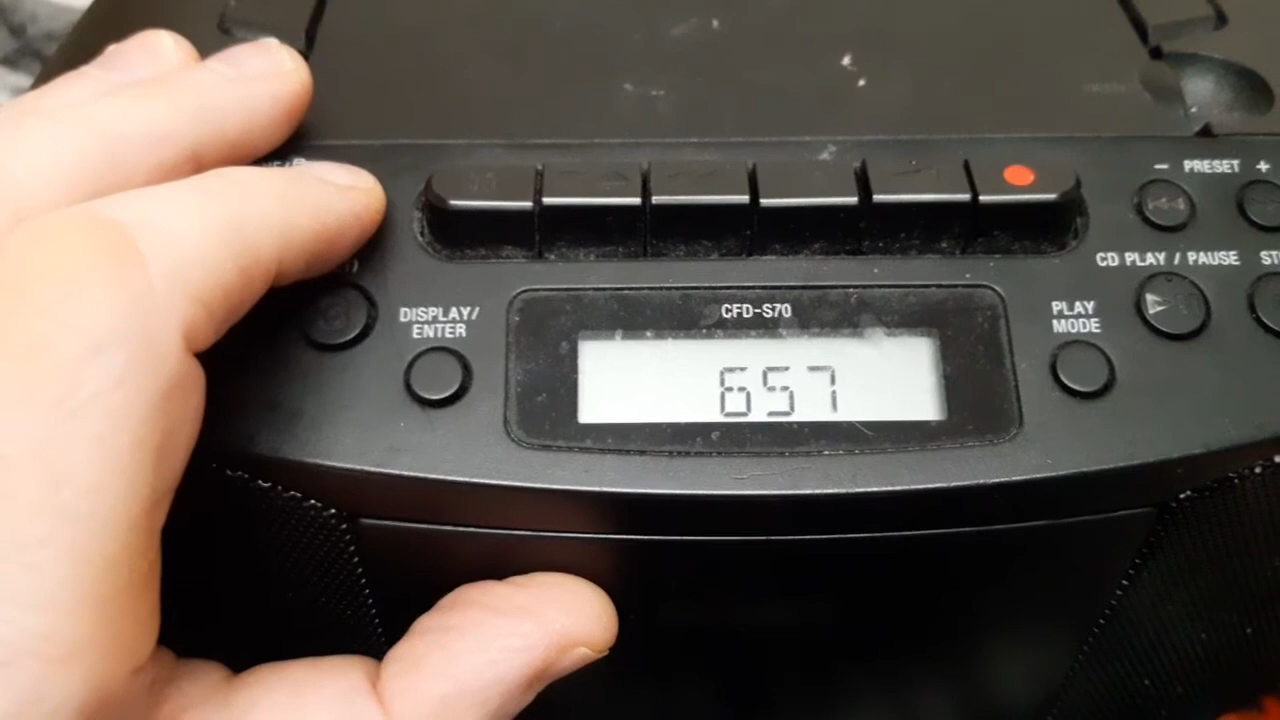 − PRESET +
CD PLAY / PAUSE
DISPLAY/
ENTER
CFD-S70
PLAY
MODE
657